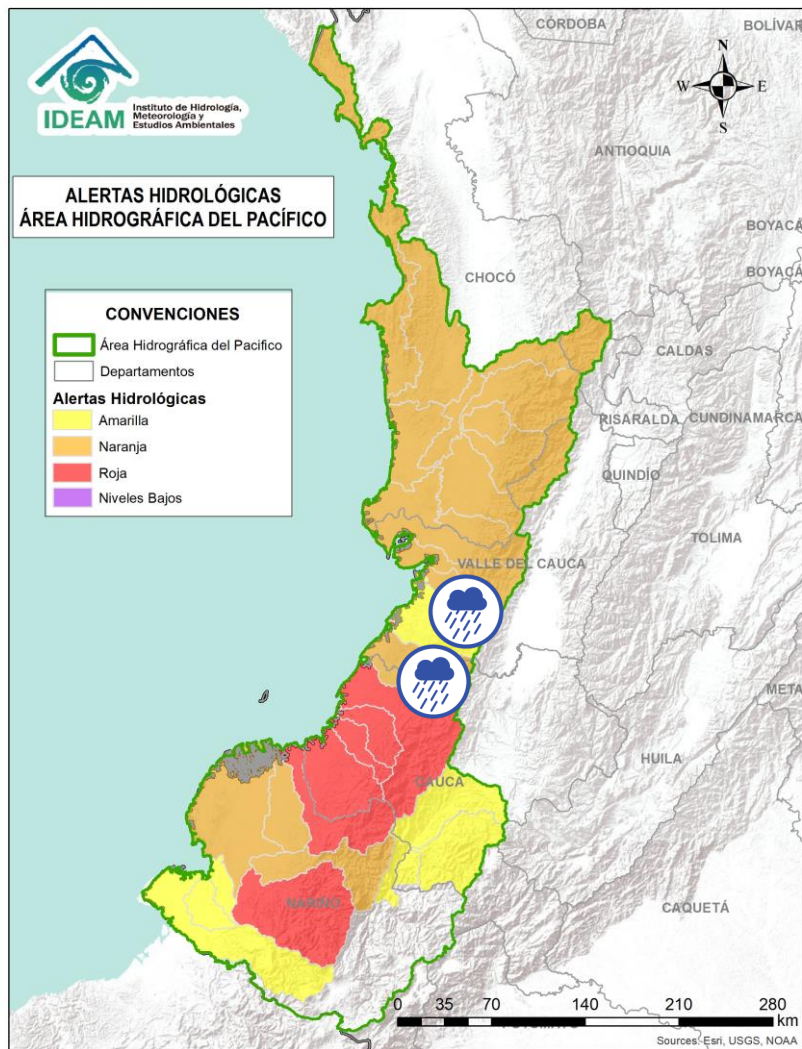 IDEAM
Instituto de Hidrología,
Meteorología y
Estudios Ambientales
ALERTAS HIDROLÓGICAS
ÁREA HIDROGRÁFICA DEL PACÍFICO
CONVENCIONES
Área Hidrográfica del Pacifico
Departamentos
Alertas Hidrológicas
Amarilla
Naranja
Roja
Niveles Bajos
CÓRDOBA
BOLÍVAR
N
W E
S
ANTIOQUIA
BOYACÁ
CHOCÓ
BOYACÁ
CALDAS
RISARALDA
CUNDINAMARCA
QUINDÍO
TOLIMA
VALLE DEL CAUCA
META
HUILA
CAUCA
NARIÑO
CAQUETÁ
0 35 70 140 210 280
km
Sources: Esri, USGS, NOAA